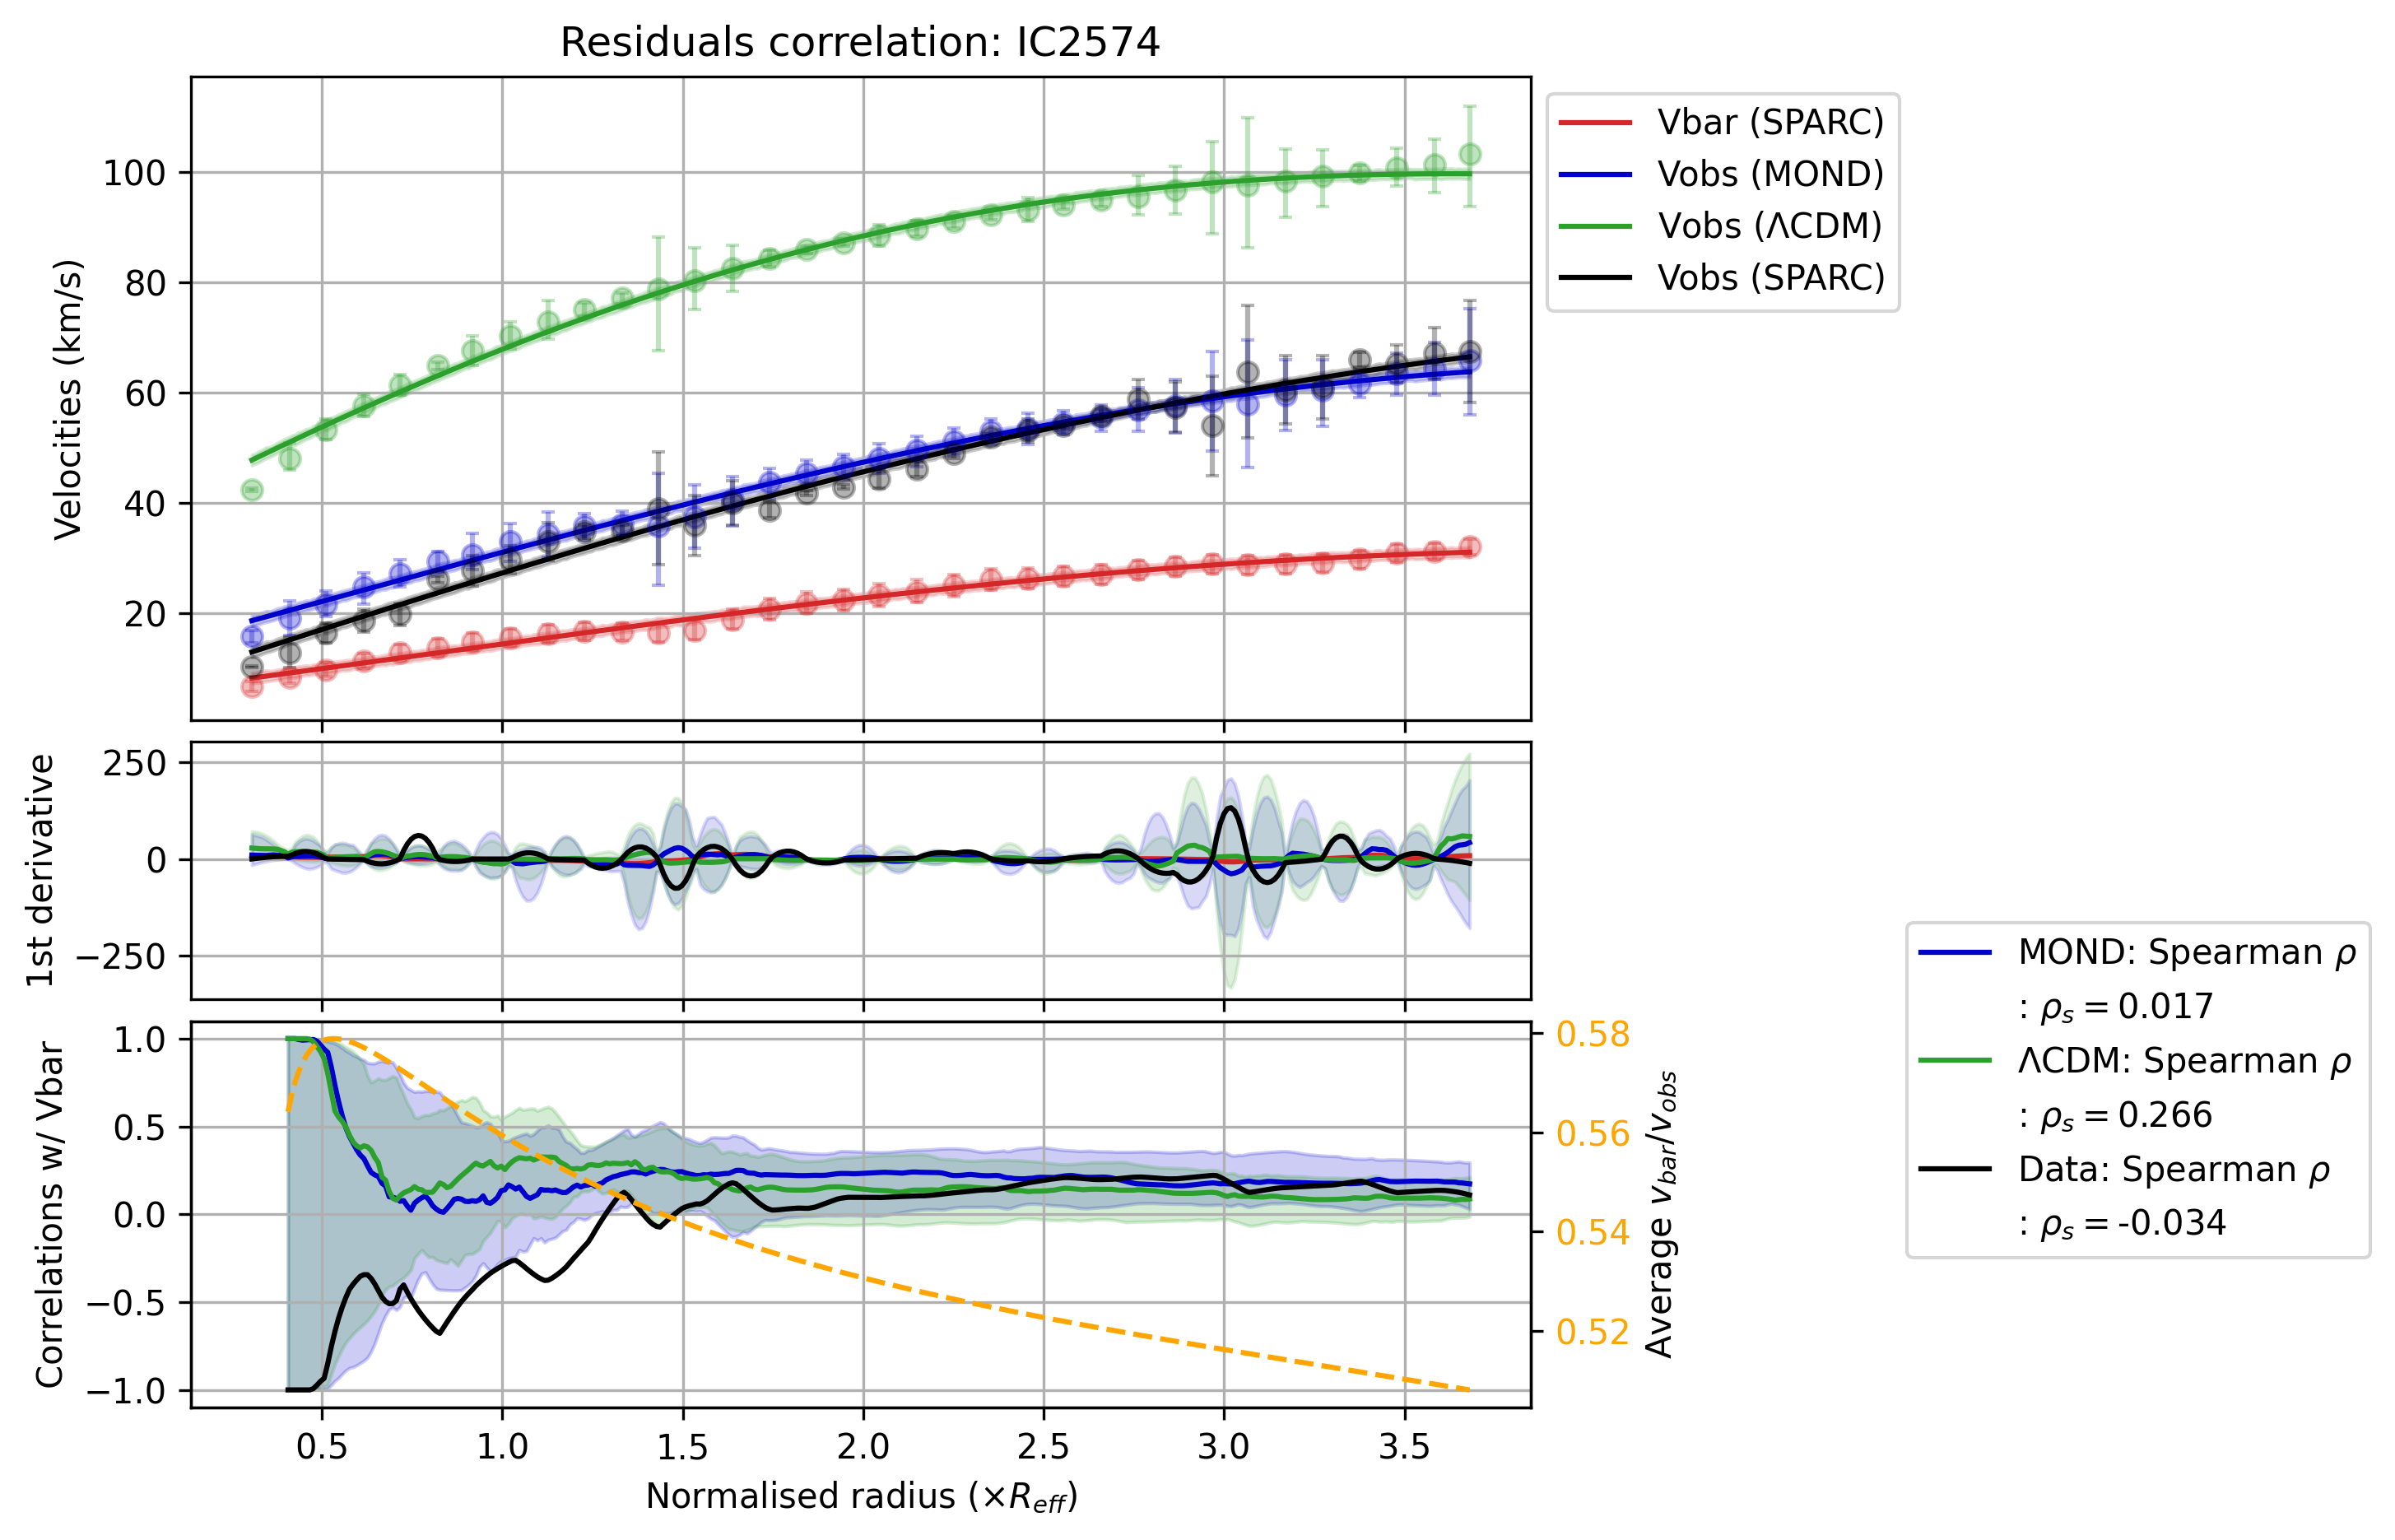 Residuals correlation: IC2574
Velocities (km/s)
100
80
60
40
20
Vbar (SPARC)
Vobs (MOND)
Vobs (ΛCDM)
Vobs (SPARC)
1st derivative
250
0
−250
Correlations w/ Vbar
1.0
0.5
0.0
−0.5
−1.0
0.58
0.56
0.54
0.52
Average v_bar/v_obs
MOND: Spearman ρ
: ρ_s = 0.017
ΛCDM: Spearman ρ
: ρ_s = 0.266
Data: Spearman ρ
: ρ_s = -0.034
0.5 1.0 1.5 2.0 2.5 3.0 3.5
Normalised radius (×R_eff)